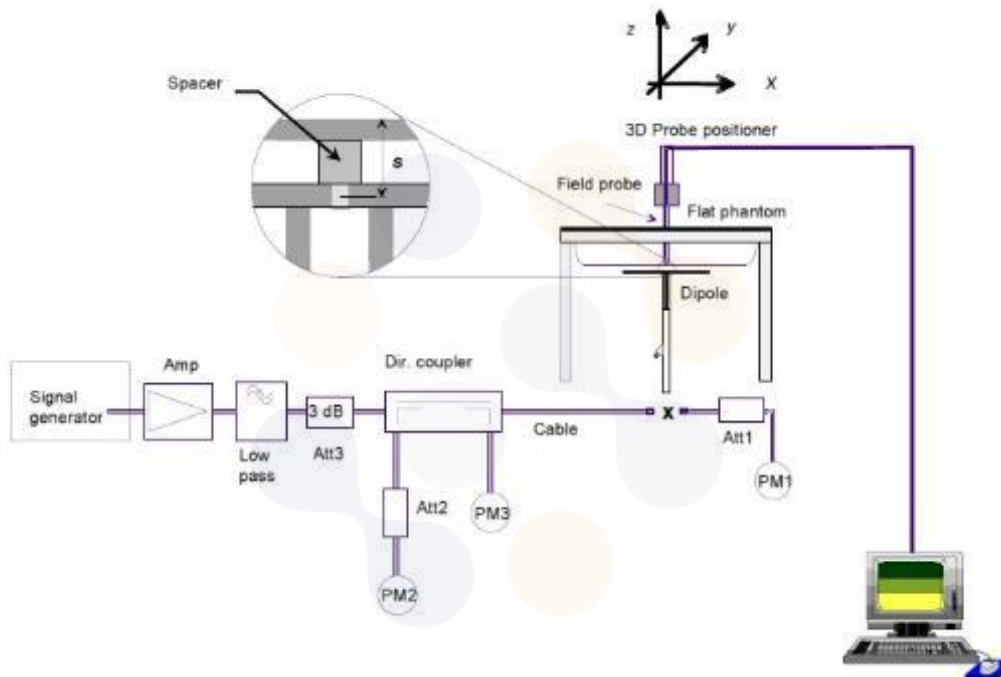 z
y
X
Spacer
s
3D Probe positioner
Field probe
Flat phantom
Dipole
Signal
generator
Amp
Low
pass
3 dB
Att3
Dir. coupler
Cable
X
Att1
PM1
Att2
PM3
PM2